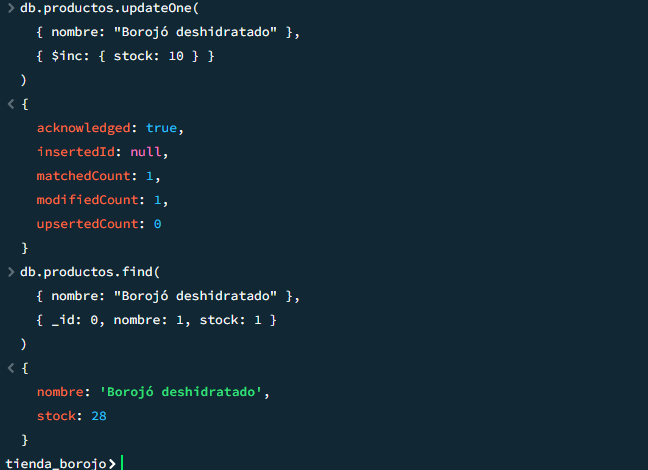 > db.productos.updateOne(
{ nombre: "Borojó deshidratado" },
{ $inc: { stock: 10 } }
)
< {
acknowledged: true,
insertedId: null,
matchedCount: 1,
modifiedCount: 1,
upsertedCount: 0
}
> db.productos.find(
{ nombre: "Borojó deshidratado" },
{ _id: 0, nombre: 1, stock: 1 }
)
< {
nombre: 'Borojó deshidratado',
stock: 28
}
tienda_borojo>